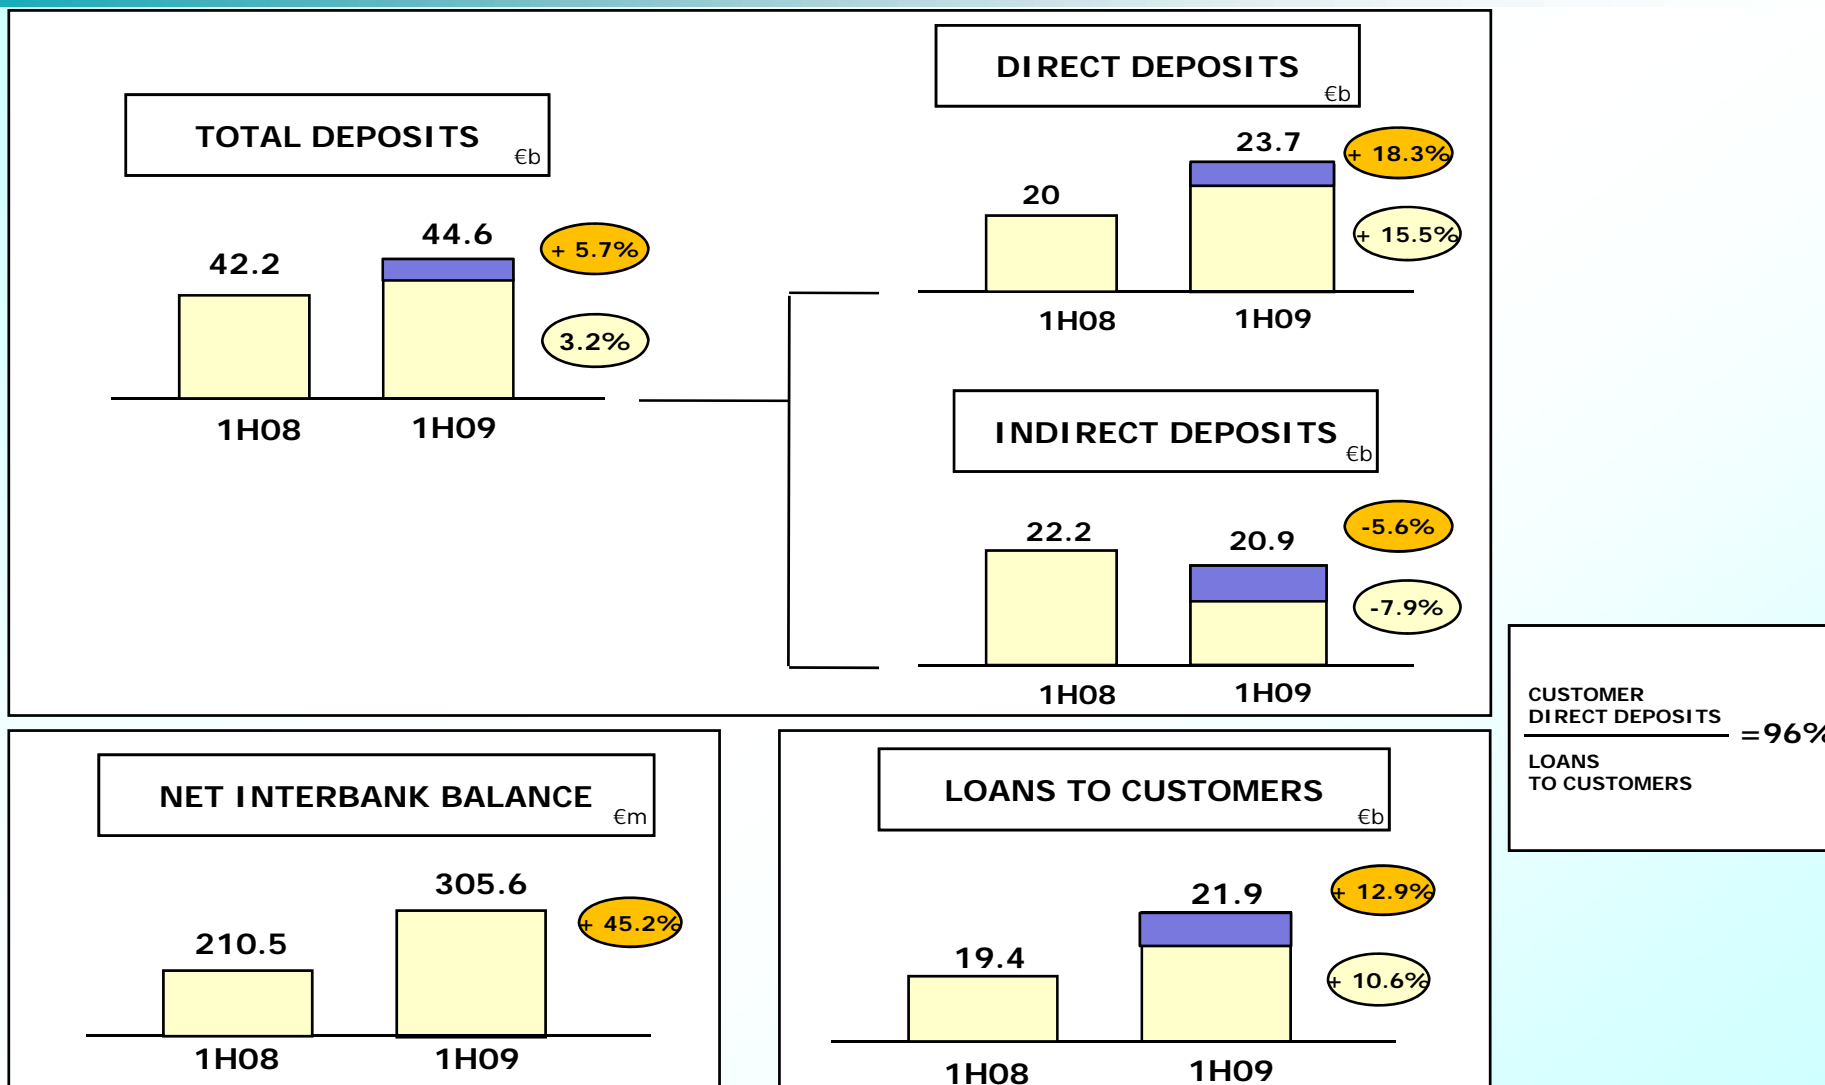 TOTAL DEPOSITS
€b
42.2
44.6
+ 5.7%
3.2%
1H08
1H09
DIRECT DEPOSITS
€b
20
23.7
+ 18.3%
+ 15.5%
1H08
1H09
INDIRECT DEPOSITS
€b
22.2
20.9
-5.6%
-7.9%
1H08
1H09
CUSTOMER
DIRECT DEPOSITS
=96%
LOANS
TO CUSTOMERS
NET INTERBANK BALANCE
€m
210.5
305.6
+ 45.2%
1H08
1H09
LOANS TO CUSTOMERS
€b
19.4
21.9
+ 12.9%
+ 10.6%
1H08
1H09